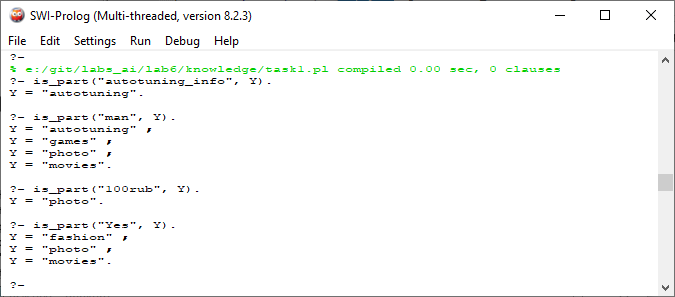 SWI-Prolog (Multi-threaded, version 8.2.3)
File Edit Settings Run Debug Help
?-
% e:/git/labs_ai/lab6/knowledge/task1.pl compiled 0.00 sec, 0 clauses
?- is_part("autotuning_info", Y).
Y = "autotuning".
?- is_part("man", Y).
Y = "autotuning" ;
Y = "games" ;
Y = "photo" ;
Y = "movies".
?- is_part("100rub", Y).
Y = "photo".
?- is_part("Yes", Y).
Y = "fashion" ;
Y = "photo" ;
Y = "movies".
?-